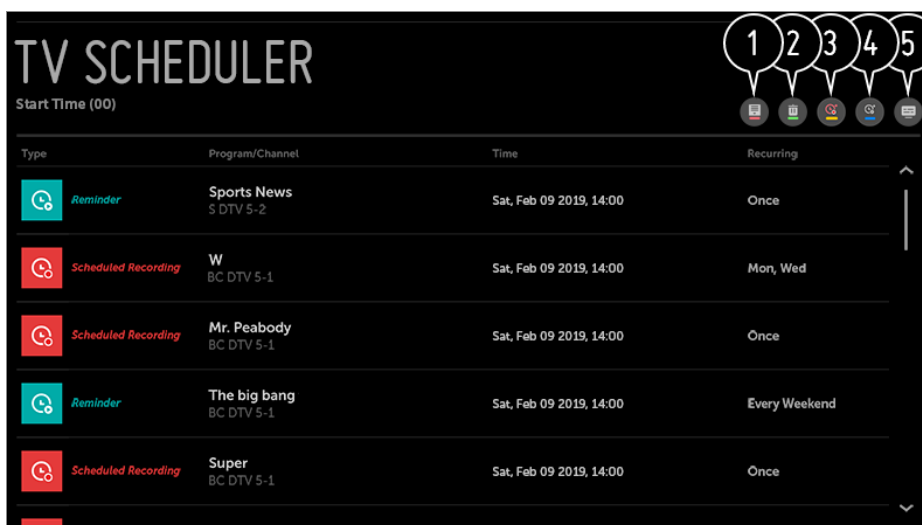 1 2 3 4 5
TV SCHEDULER
Start Time (00)
Type Program/Channel Time Recurring
Reminder Sports News Sat, Feb 09 2019, 14:00 Once
S DTV 5-2
Scheduled Recording W Sat, Feb 09 2019, 14:00 Mon, Wed
BC DTV 5-1
Scheduled Recording Mr. Peabody Sat, Feb 09 2019, 14:00 Once
BC DTV 5-1
Reminder The big bang Sat, Feb 09 2019, 14:00 Every Weekend
BC DTV 5-1
Scheduled Recording Super Sat, Feb 09 2019, 14:00 Once
BC DTV 5-1